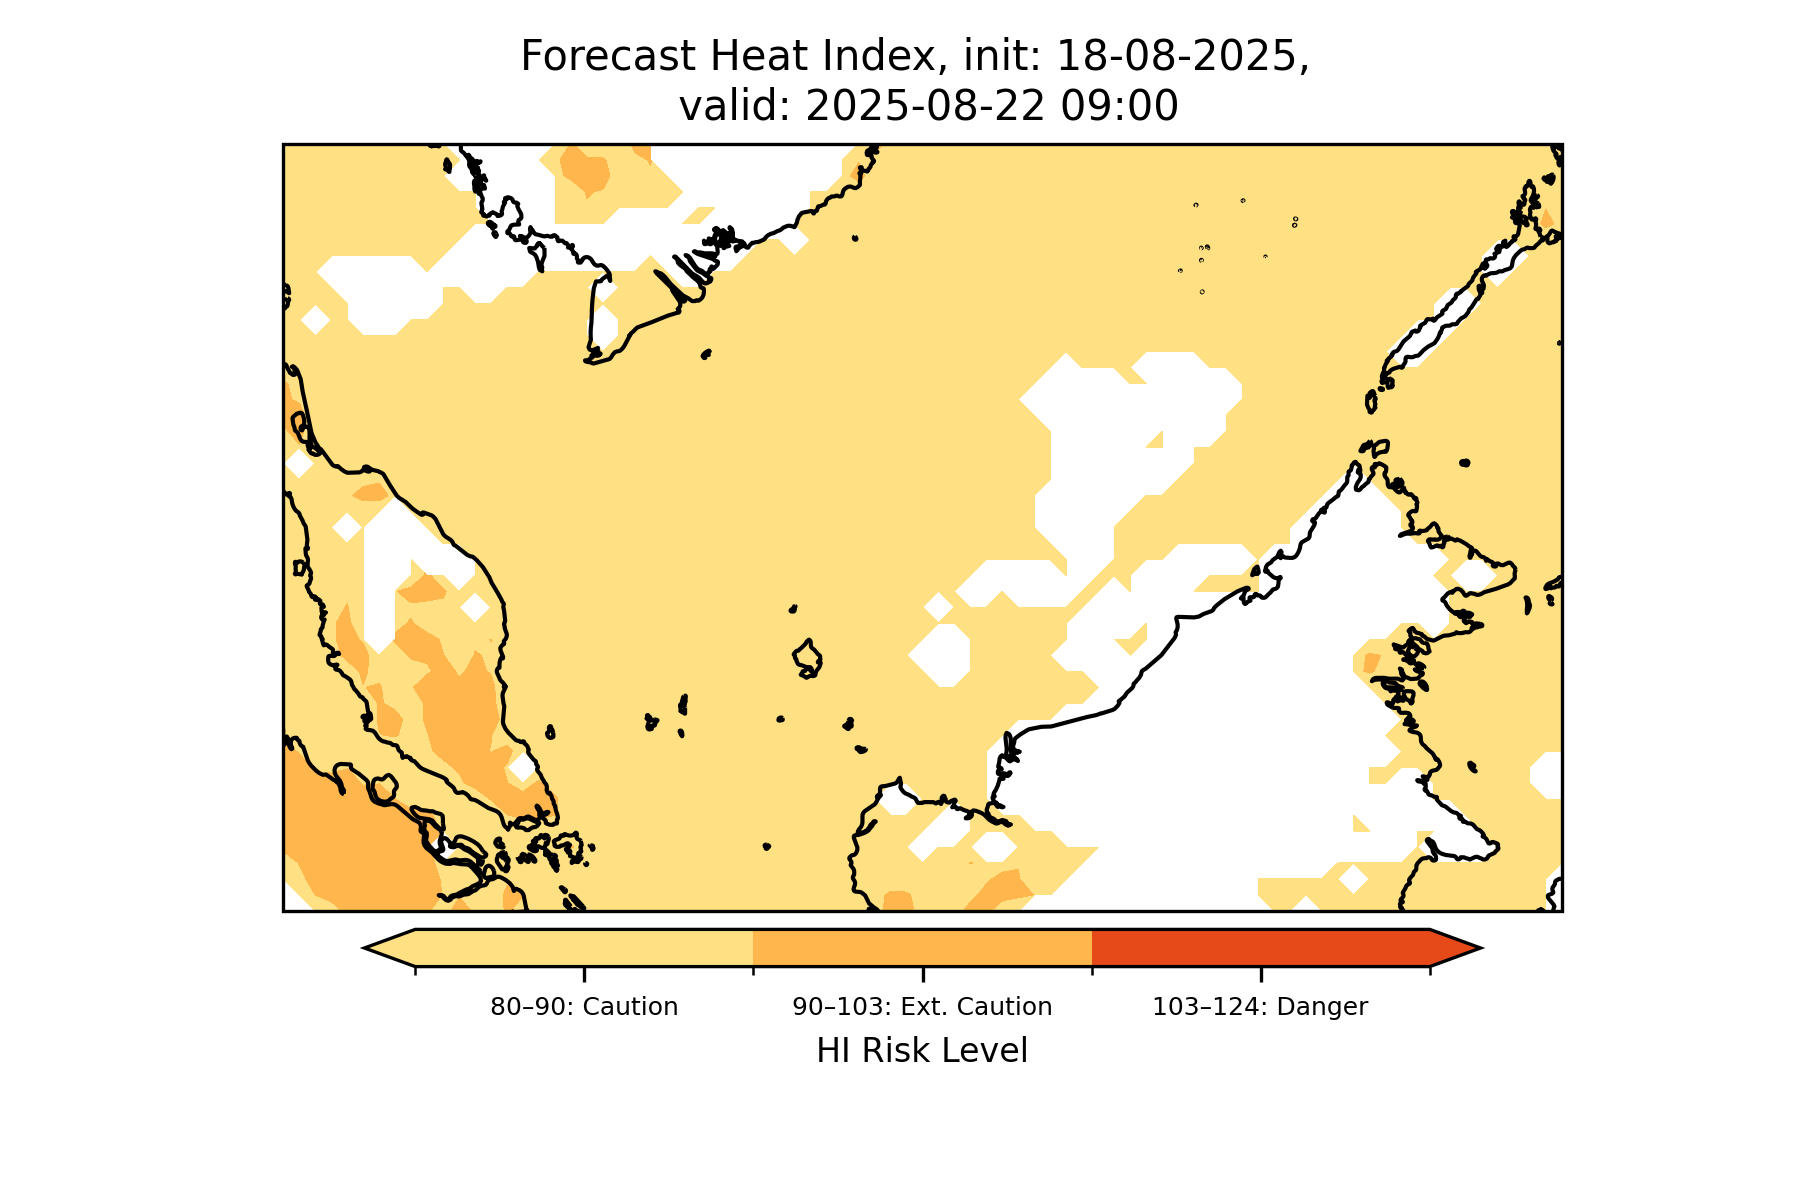 Forecast Heat Index, init: 18-08-2025,
valid: 2025-08-22 09:00
80–90: Caution
90–103: Ext. Caution
103–124: Danger
HI Risk Level